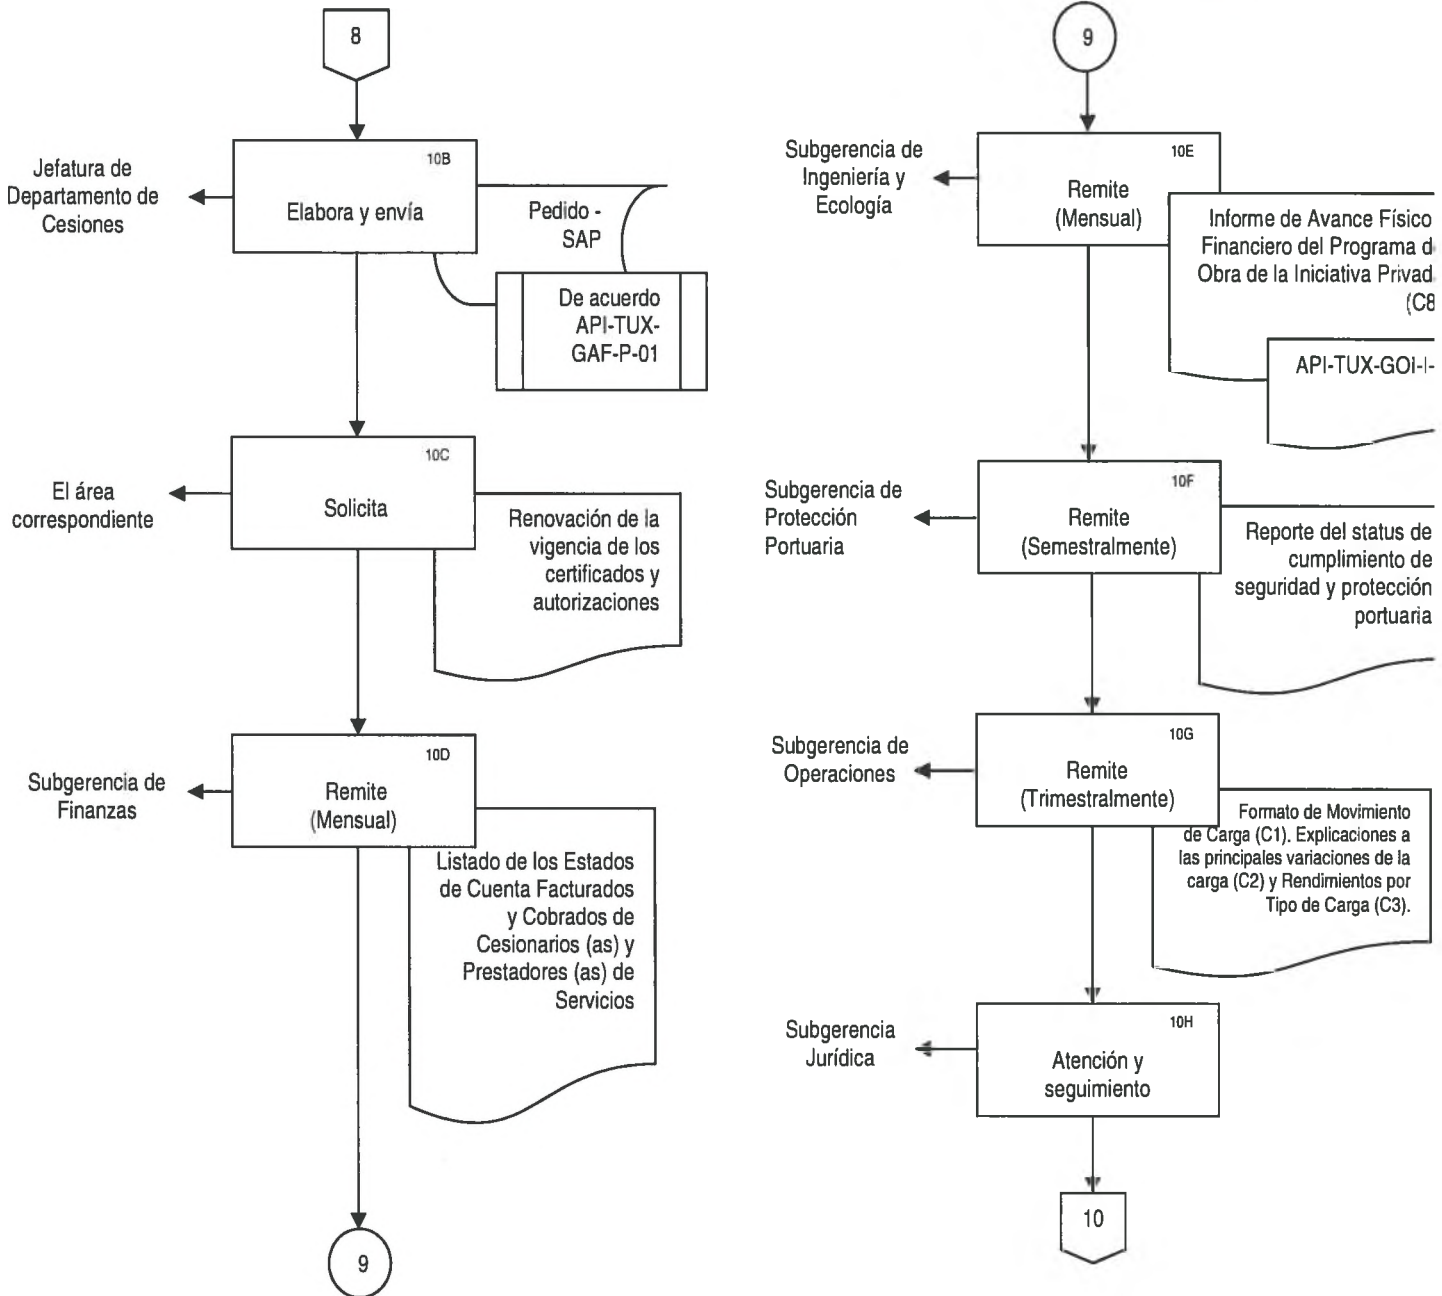 8
Jefatura de
Departamento de
Cesiones
10B
Elabora y envía
Pedido -
SAP
De acuerdo
API-TUX-
GAF-P-01
El área
correspondiente
10C
Solicita
Renovación de la
vigencia de los
certificados y
autorizaciones
Subgerencia de
Finanzas
10D
Remite
(Mensual)
Listado de los Estados
de Cuenta Facturados
y Cobrados de
Cesionarios (as) y
Prestadores (as) de
Servicios
9
9
Subgerencia de
Ingeniería y
Ecología
10E
Remite
(Mensual)
Informe de Avance Físico
Financiero del Programa d
Obra de la Iniciativa Privad
(C8
API-TUX-GOI-I-
Subgerencia de
Protección
Portuaria
10F
Remite
(Semestralmente)
Reporte del status de
cumplimiento de
seguridad y protección
portuaria
Subgerencia de
Operaciones
10G
Remite
(Trimestralmente)
Formato de Movimiento
de Carga (C1). Explicaciones a
las principales variaciones de la
carga (C2) y Rendimientos por
Tipo de Carga (C3).
Subgerencia
Jurídica
10H
Atención y
seguimiento
10